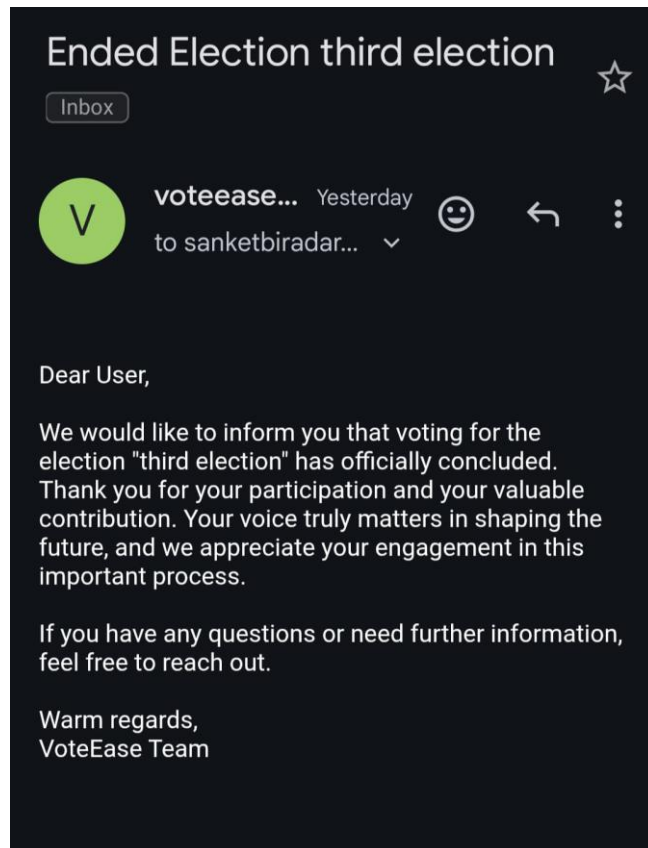 Ended Election third election
Inbox
V
voteease... Yesterday
to sanketbiradar...
Dear User,
We would like to inform you that voting for the
election "third election" has officially concluded.
Thank you for your participation and your valuable
contribution. Your voice truly matters in shaping the
future, and we appreciate your engagement in this
important process.
If you have any questions or need further information,
feel free to reach out.
Warm regards,
VoteEase Team